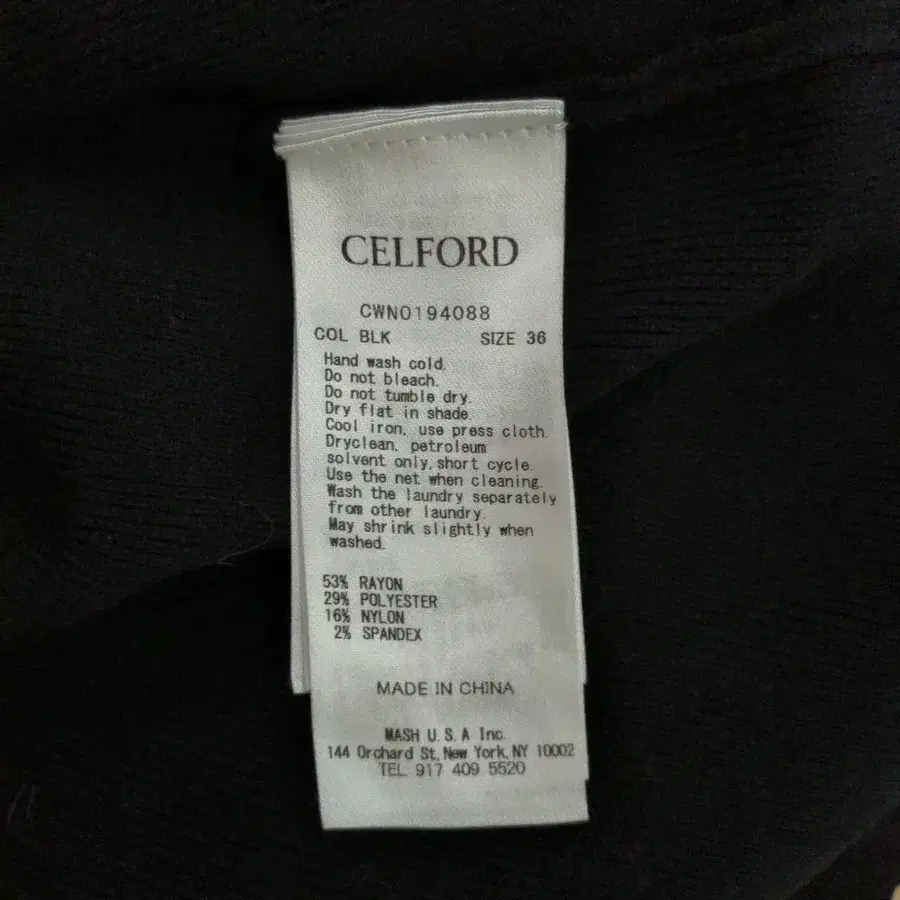 CELFORD
CWNO194088
COL BLK SIZE 36
Hand wash cold.
Do not bleach.
Do not tumble dry.
Dry flat in shade.
Cool iron, use press cloth.
Dryclean, petroleum
solvent only, short cycle.
Use the net when cleaning.
Wash the laundry separately
from other laundry.
May shrink slightly when
washed.
53% RAYON
29% POLYESTER
16% NYLON
2% SPANDEX
MADE IN CHINA
MASH U.S.A Inc.
144 Orchard St, New York, NY 10002
TEL 917 409 5520